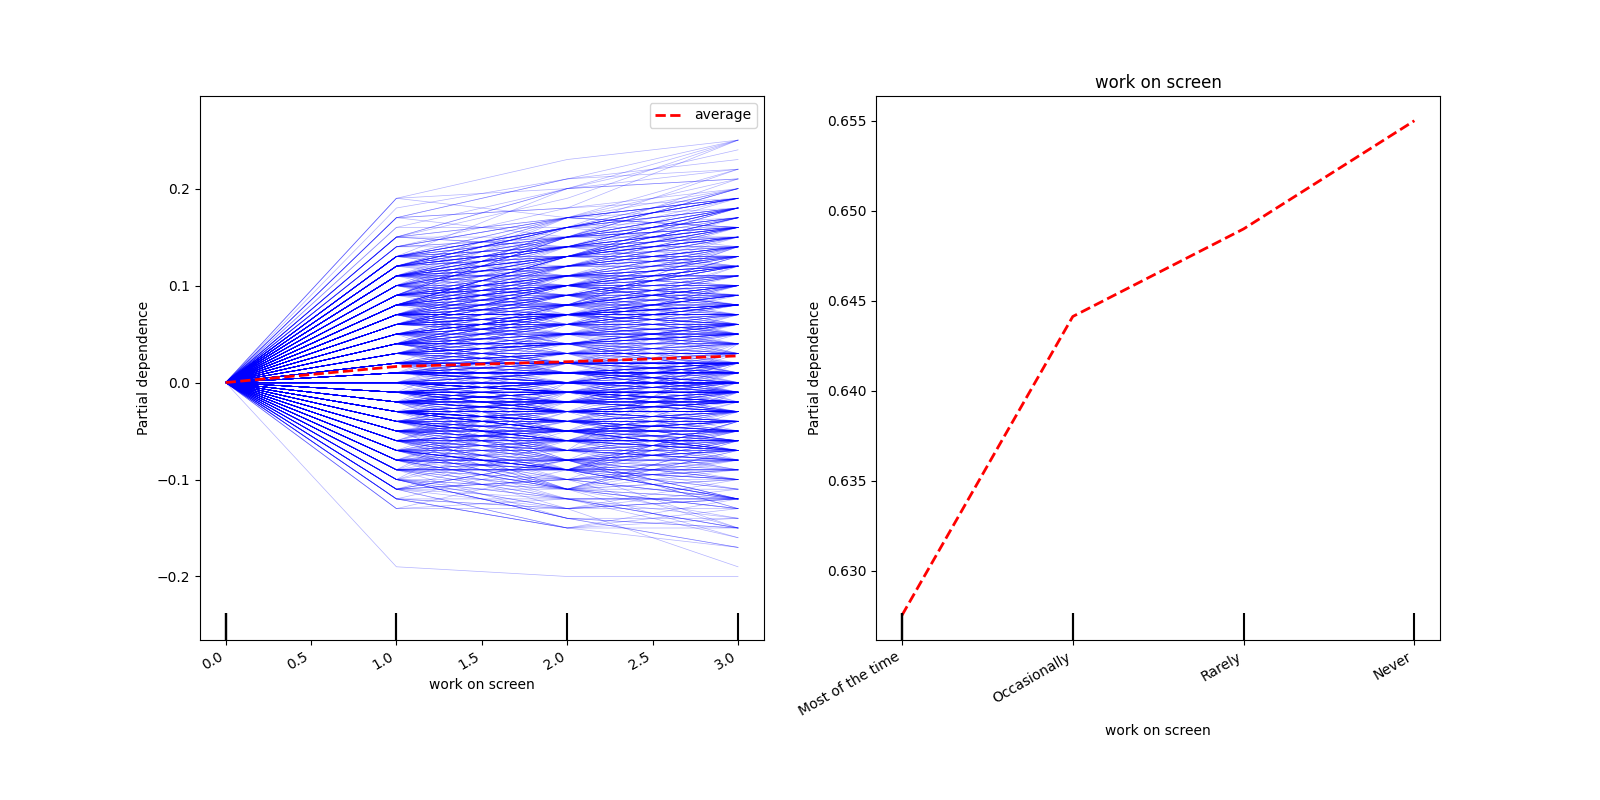 average
Partial dependence
0.2
0.1
0.0
−0.1
−0.2
0.0
0.5
1.0
1.5
2.0
2.5
3.0
work on screen
work on screen
Partial dependence
0.655
0.650
0.645
0.640
0.635
0.630
Most of the time
Occasionally
Rarely
Never
work on screen